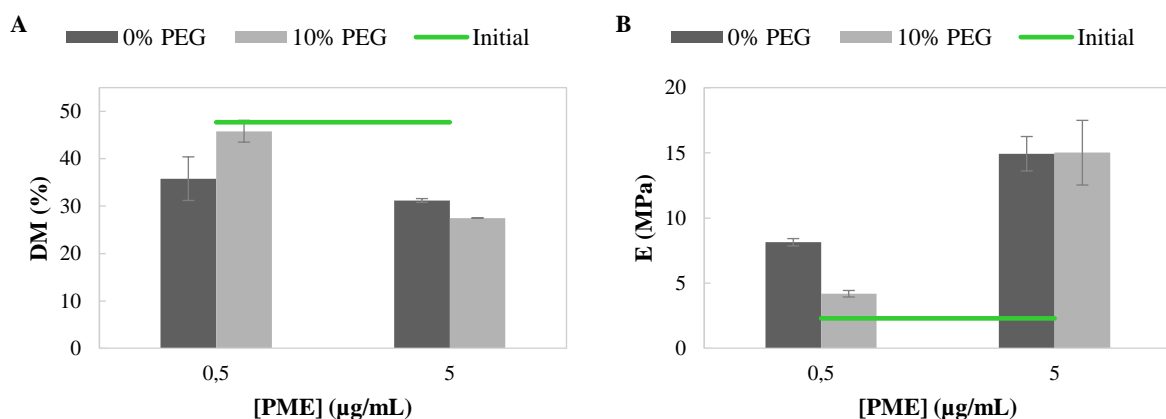 A
0% PEG 10% PEG Initial
DM (%)
50
40
30
20
10
0
0,5 5
[PME] (µg/mL)
B
0% PEG 10% PEG Initial
E (MPa)
20
15
10
5
0
0,5 5
[PME] (µg/mL)